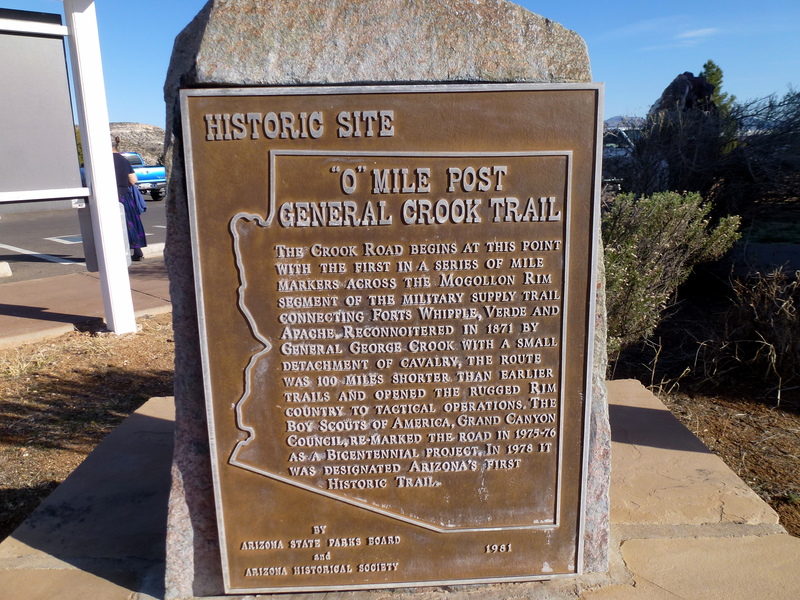 HISTORIC SITE
"0" MILE POST
GENERAL CROOK TRAIL
THE CROOK ROAD BEGINS AT THIS POINT
WITH THE FIRST IN A SERIES OF MILE
MARKERS ACROSS THE MOGOLLON RIM
SEGMENT OF THE MILITARY SUPPLY TRAIL
CONNECTING FORTS WHIPPLE, VERDE AND
APACHE. RECONNOITERED IN 1871 BY
GENERAL GEORGE CROOK WITH A SMALL
DETACHMENT OF CAVALRY, THE ROUTE
WAS 100 MILES SHORTER THAN EARLIER
TRAILS AND OPENED THE RUGGED RIM
COUNTRY TO TACTICAL OPERATIONS. THE
BOY SCOUTS OF AMERICA, GRAND CANYON
COUNCIL, RE-MARKED THE ROAD IN 1975-76
AS A BICENTENNIAL PROJECT. IN 1978 IT
WAS DESIGNATED ARIZONA'S FIRST
HISTORIC TRAIL.
BY
ARIZONA STATE PARKS BOARD
and
ARIZONA HISTORICAL SOCIETY
1981